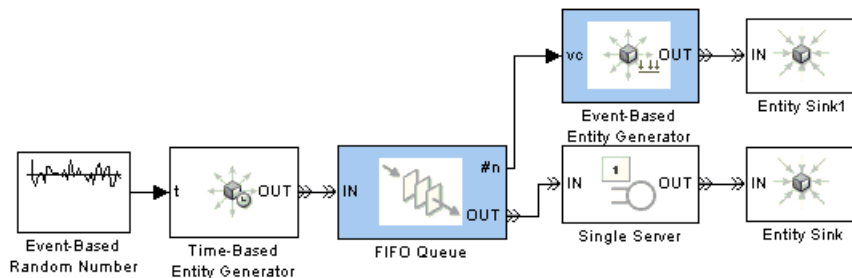 vc
OUT
IN
Entity Sink1
Event-Based
Entity Generator
t
OUT
IN
#n
OUT
IN
1
OUT
IN
Event-Based
Random Number
Time-Based
Entity Generator
FIFO Queue
Single Server
Entity Sink